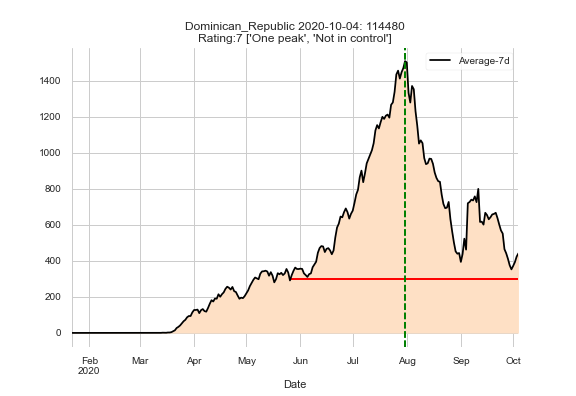 Dominican_Republic 2020-10-04: 114480
Rating:7 ['One peak', 'Not in control']
Average-7d
1400
1200
1000
800
600
400
200
0
Feb Mar Apr May Jun Jul Aug Sep Oct
2020
Date